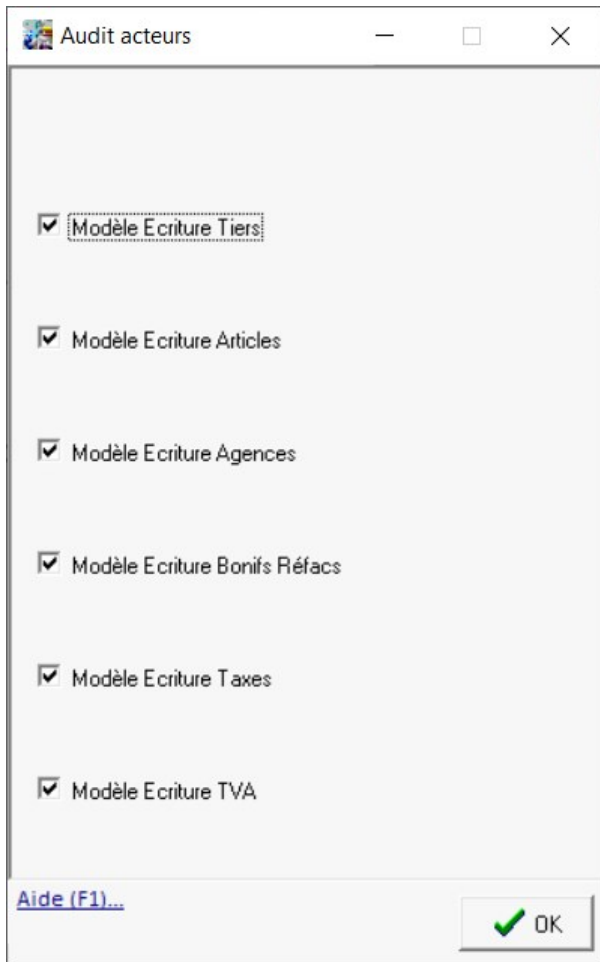 Audit acteurs
Modèle Ecriture Tiers
Modèle Ecriture Articles
Modèle Ecriture Agences
Modèle Ecriture Bonifs Réfacs
Modèle Ecriture Taxes
Modèle Ecriture TVA
Aide (F1)...
OK